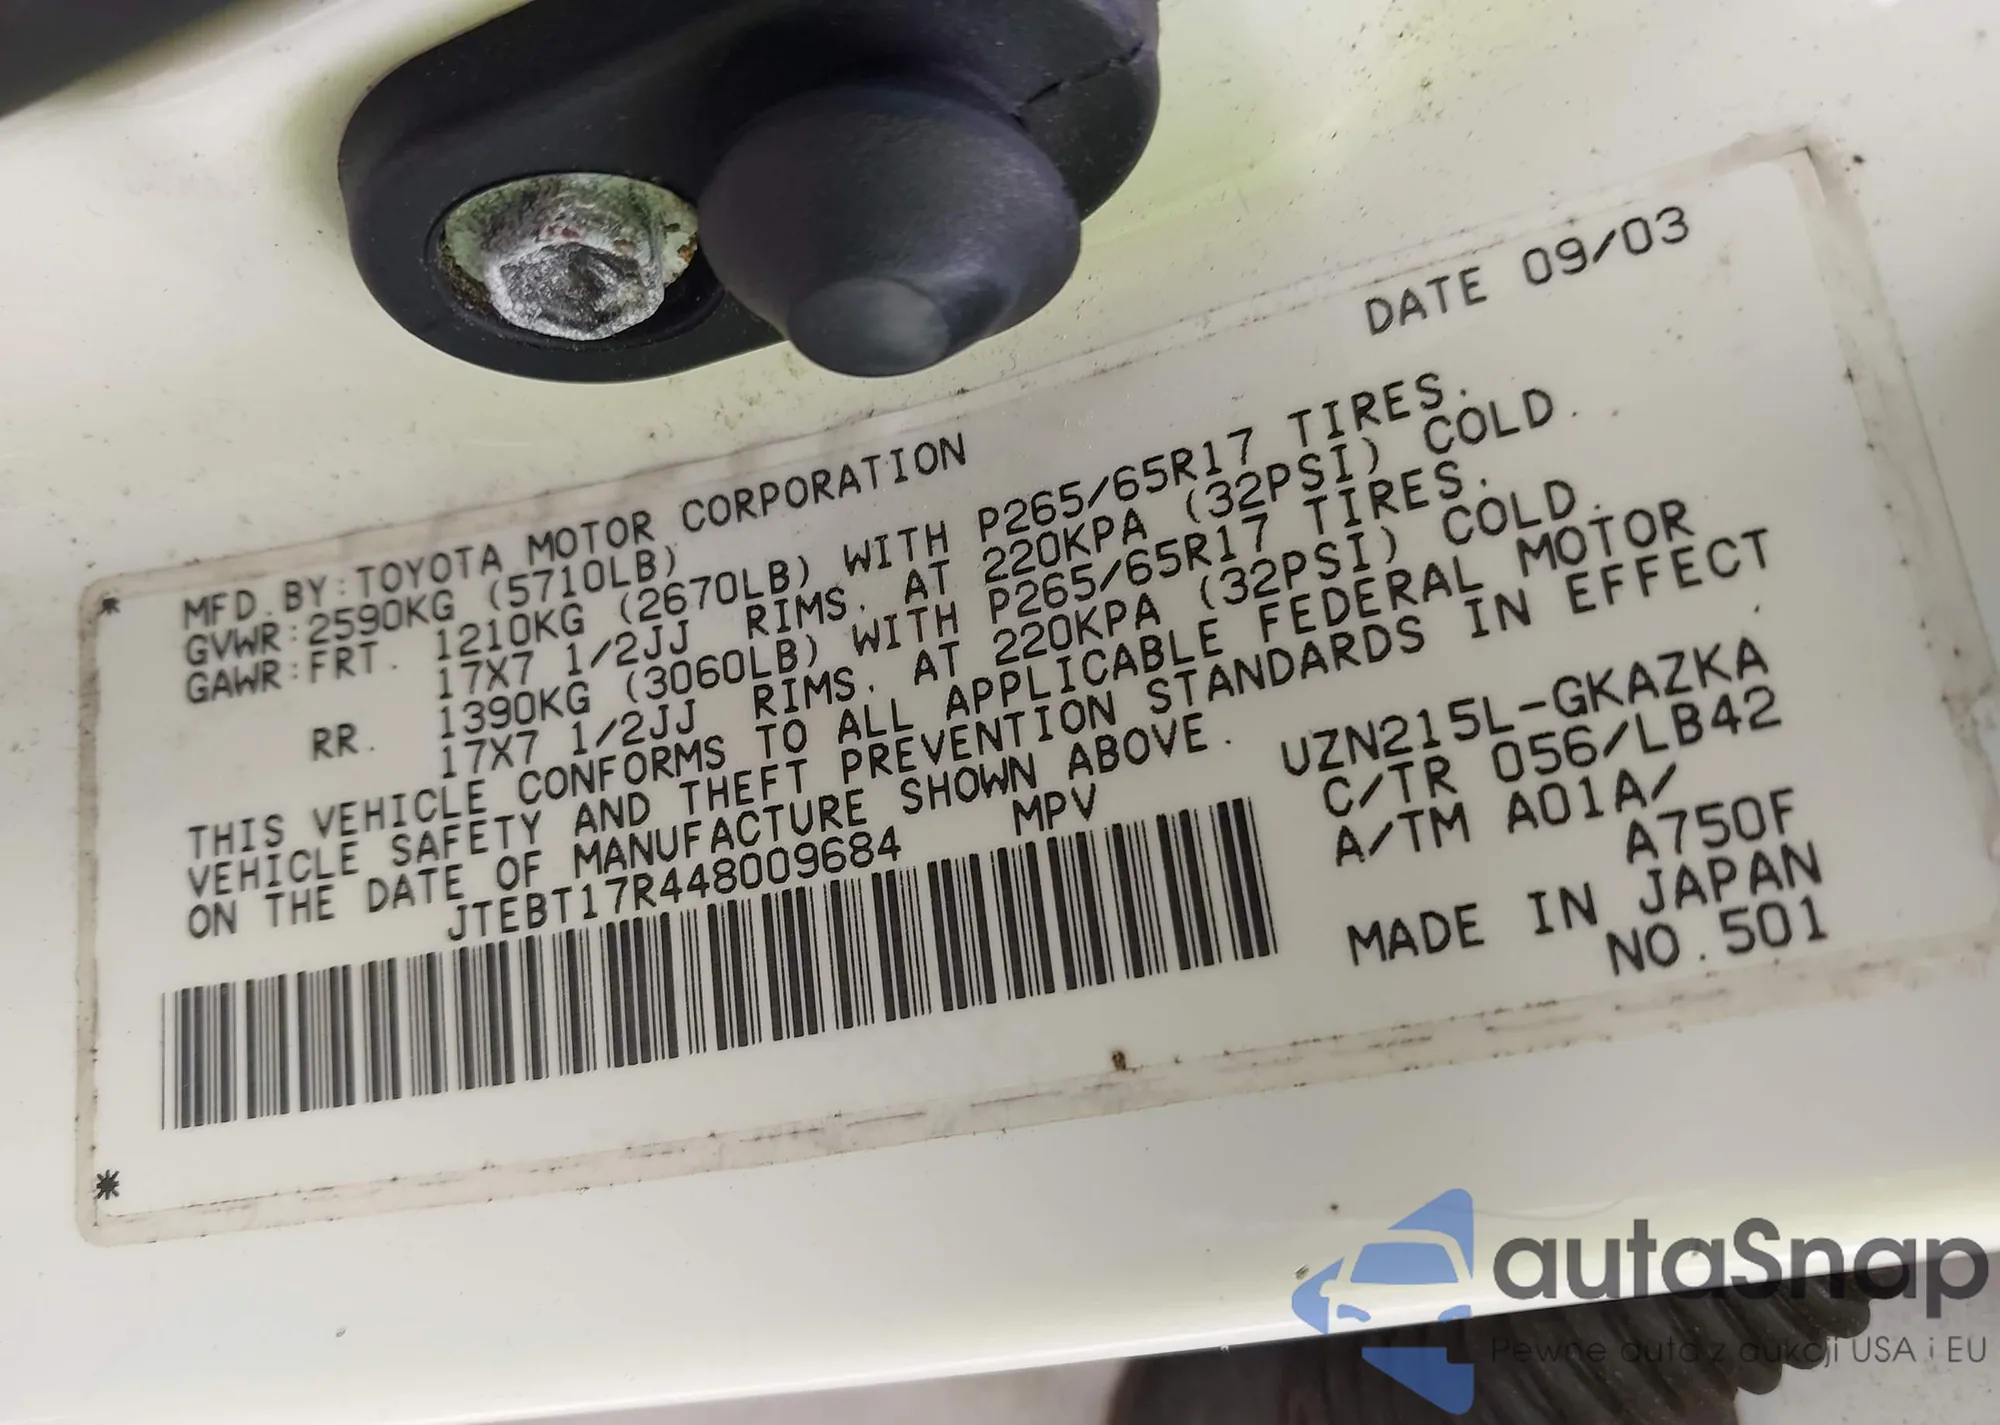 DATE 09/03
MFD.BY:TOYOTA MOTOR CORPORATION
GVWR:2590KG (5710LB)
GAWR:FRT. 1210KG (2670LB) WITH P265/65R17 TIRES.
17X7 1/2JJ RIMS. AT 220KPA (32PSI) COLD.
RR. 1390KG (3060LB) WITH P265/65R17 TIRES.
17X7 1/2JJ RIMS. AT 220KPA (32PSI) COLD.
THIS VEHICLE CONFORMS TO ALL APPLICABLE FEDERAL MOTOR
VEHICLE SAFETY AND THEFT PREVENTION STANDARDS IN EFFECT
ON THE DATE OF MANUFACTURE SHOWN ABOVE.
JTEBT17R448009684 MPV
UZN215L-GKAZKA
C/TR 056/LB42
A/TM A01A/
A750F
MADE IN JAPAN
NO.501
autaSnap
Pewne auta z aukcji USA i EU